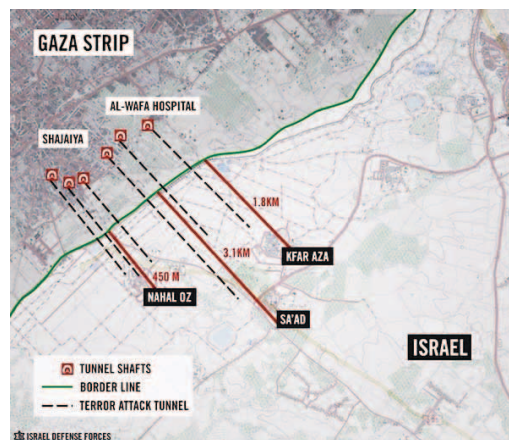 GAZA STRIP
AL-WAFA HOSPITAL
SHAJAIYA
1.8KM
3.1KM
KFAR AZA
450 M
NAHAL OZ
SA'AD
ISRAEL
TUNNEL SHAFTS
BORDER LINE
TERROR ATTACK TUNNEL
ISRAEL DEFENSE FORCES